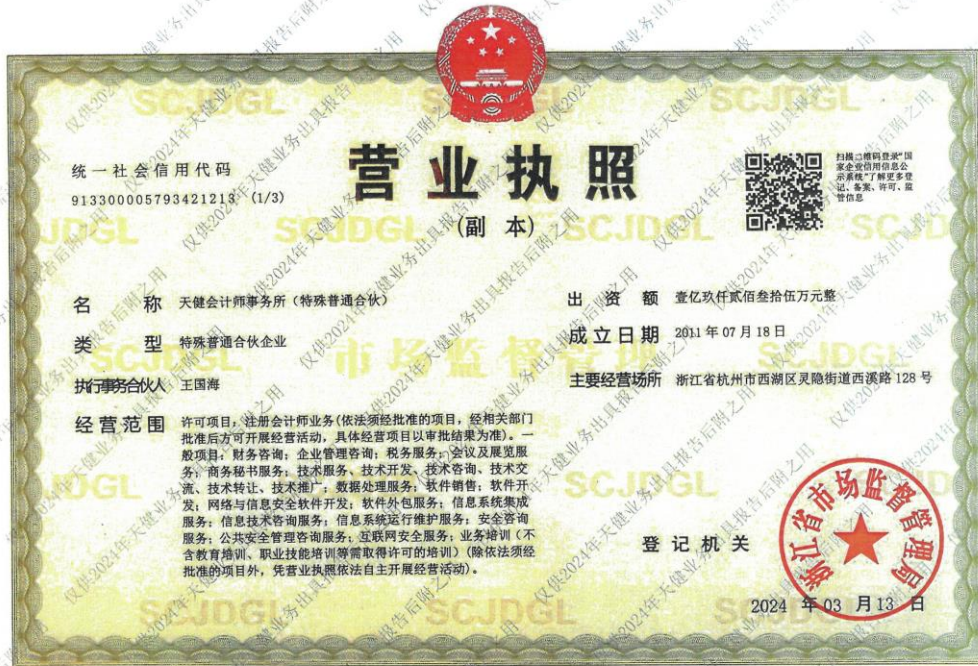 统一社会信用代码
913300005793421213 (1/3)
营业执照
(副 本)
扫描二维码登录“国
家企业信用信息公
示系统”了解更多登
记、备案、许可、监
管信息
名 称 天健会计师事务所（特殊普通合伙）
类 型 特殊普通合伙企业
执行事务合伙人 王国海
经营范围 许可项目：注册会计师业务(依法须经批准的项目，经相关部门
批准后方可开展经营活动，具体经营项目以审批结果为准)。一
般项目：财务咨询；企业管理咨询；税务服务；会议及展览服
务；商务秘书服务；技术服务、技术开发、技术咨询、技术交
流、技术转让、技术推广；数据处理服务；软件销售；软件开
发；网络与信息安全软件开发；软件外包服务；信息系统集成
服务；信息技术咨询服务；信息系统运行维护服务；安全咨询
服务；公共安全管理咨询服务；互联网安全服务；业务培训（不
含教育培训、职业技能培训等需取得许可的培训）(除依法须经
批准的项目外，凭营业执照依法自主开展经营活动)。
出 资 额 壹亿玖仟贰佰叁拾伍万元整
成立日期 2011 年 07 月 18 日
主要经营场所 浙江省杭州市西湖区灵隐街道西溪路 128 号
登记机关
浙江省市场监督管理局
2024 年 03 月 13 日
市场监督管理
SCJDGL
仅供2024年天健业务出具报告后附之用